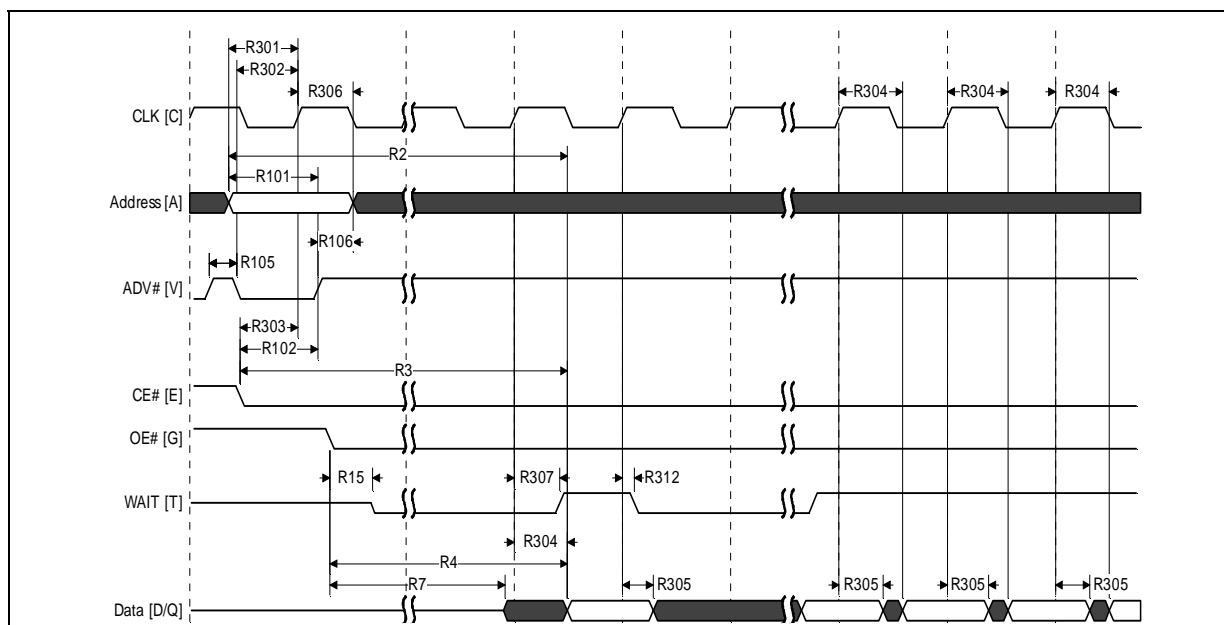 R301
R302
R306
R304
R304
R304
CLK [C]
R2
R101
Address [A]
R106
R105
ADV# [V]
R303
R102
R3
CE# [E]
OE# [G]
R15
R307
R312
WAIT [T]
R304
R4
R7
R305
R305
R305
R305
Data [D/Q]